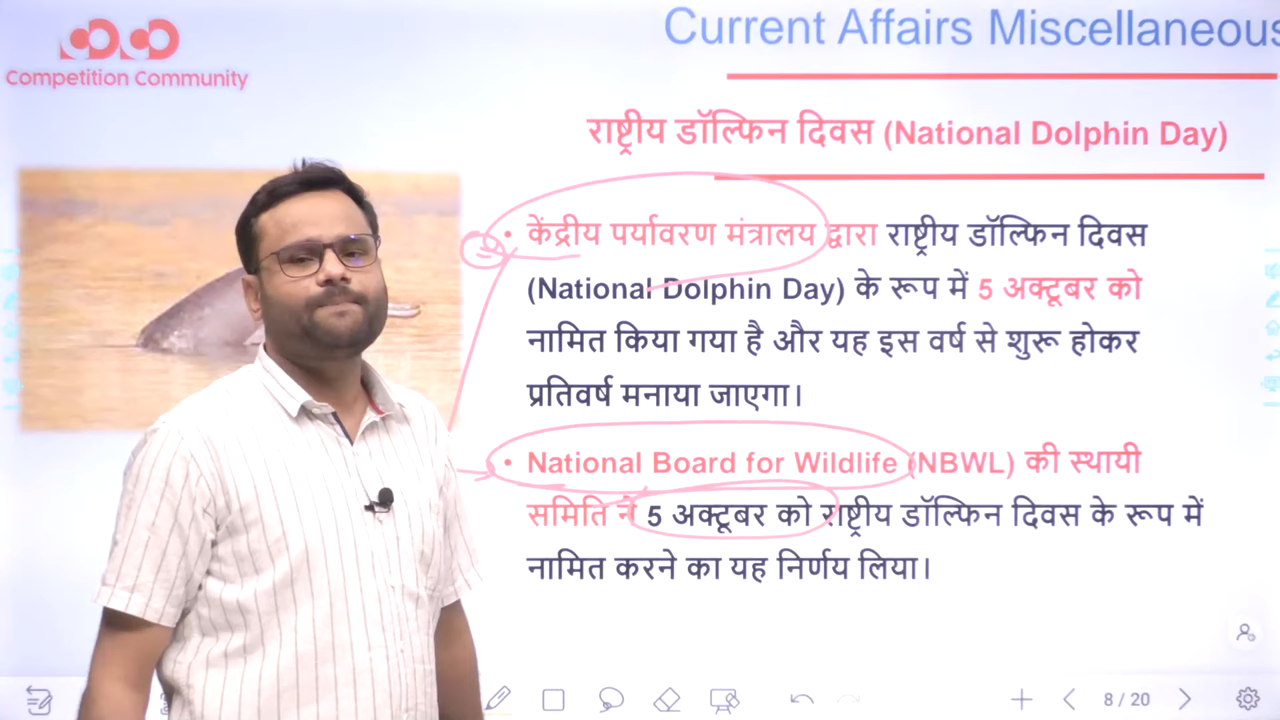 Competition Community
Current Affairs Miscellaneous
राष्ट्रीय डॉल्फिन दिवस (National Dolphin Day)
• केंद्रीय पर्यावरण मंत्रालय द्वारा राष्ट्रीय डॉल्फिन दिवस
(National Dolphin Day) के रूप में 5 अक्टूबर को
नामित किया गया है और यह इस वर्ष से शुरू होकर
प्रतिवर्ष मनाया जाएगा।
• National Board for Wildlife (NBWL) की स्थायी
समिति ने 5 अक्टूबर को राष्ट्रीय डॉल्फिन दिवस के रूप में
नामित करने का यह निर्णय लिया।
8 / 20